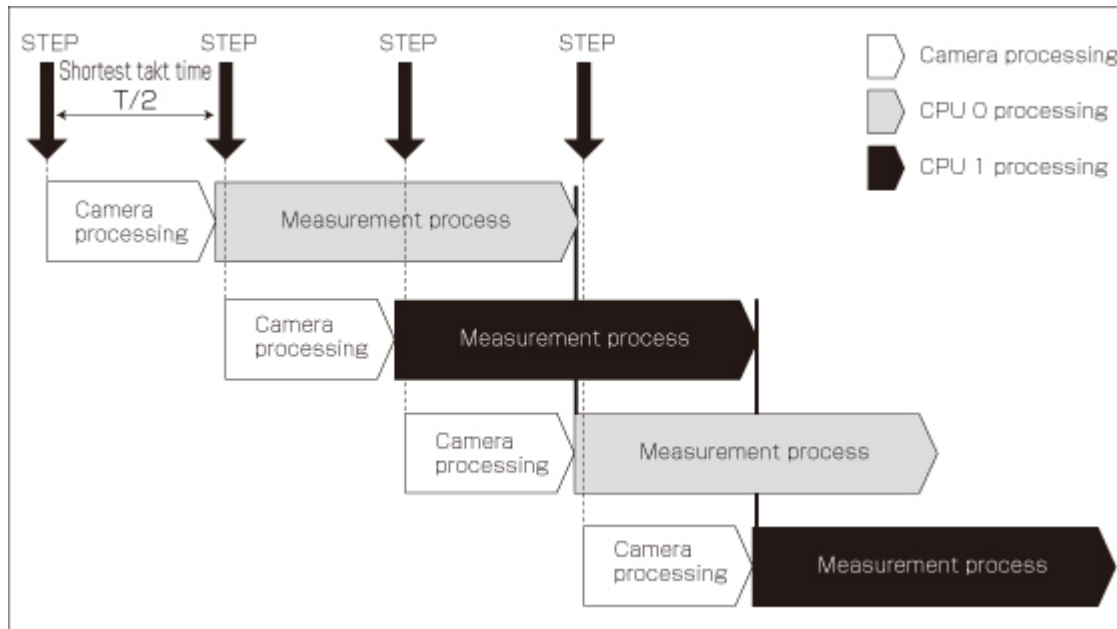 STEP
STEP
STEP
STEP
Shortest takt time
T/2
Camera processing
CPU 0 processing
CPU 1 processing
Camera
processing
Measurement process
Camera
processing
Measurement process
Camera
processing
Measurement process
Camera
processing
Measurement process